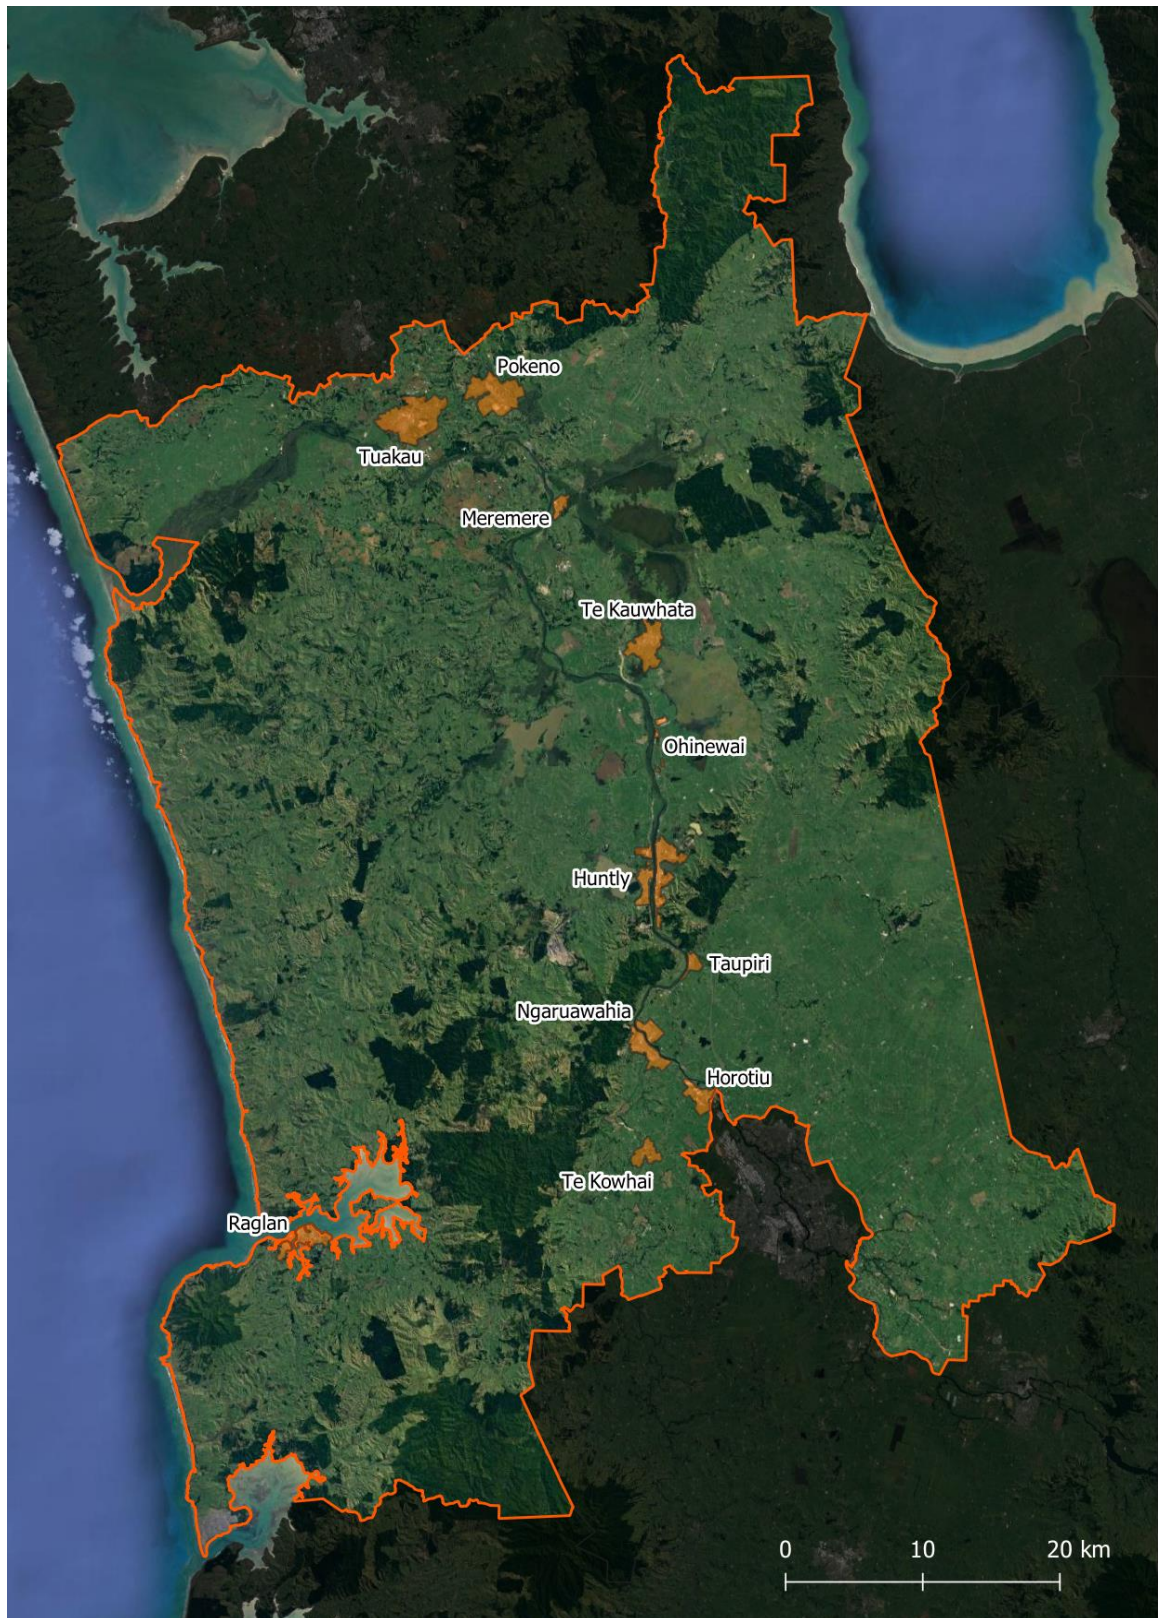 Pokeno
Tuakau
Meremere
Te Kauwhata
Ohinewai
Huntly
Taupiri
Ngaruawahia
Horotiu
Te Kowhai
Raglan
0 10 20 km